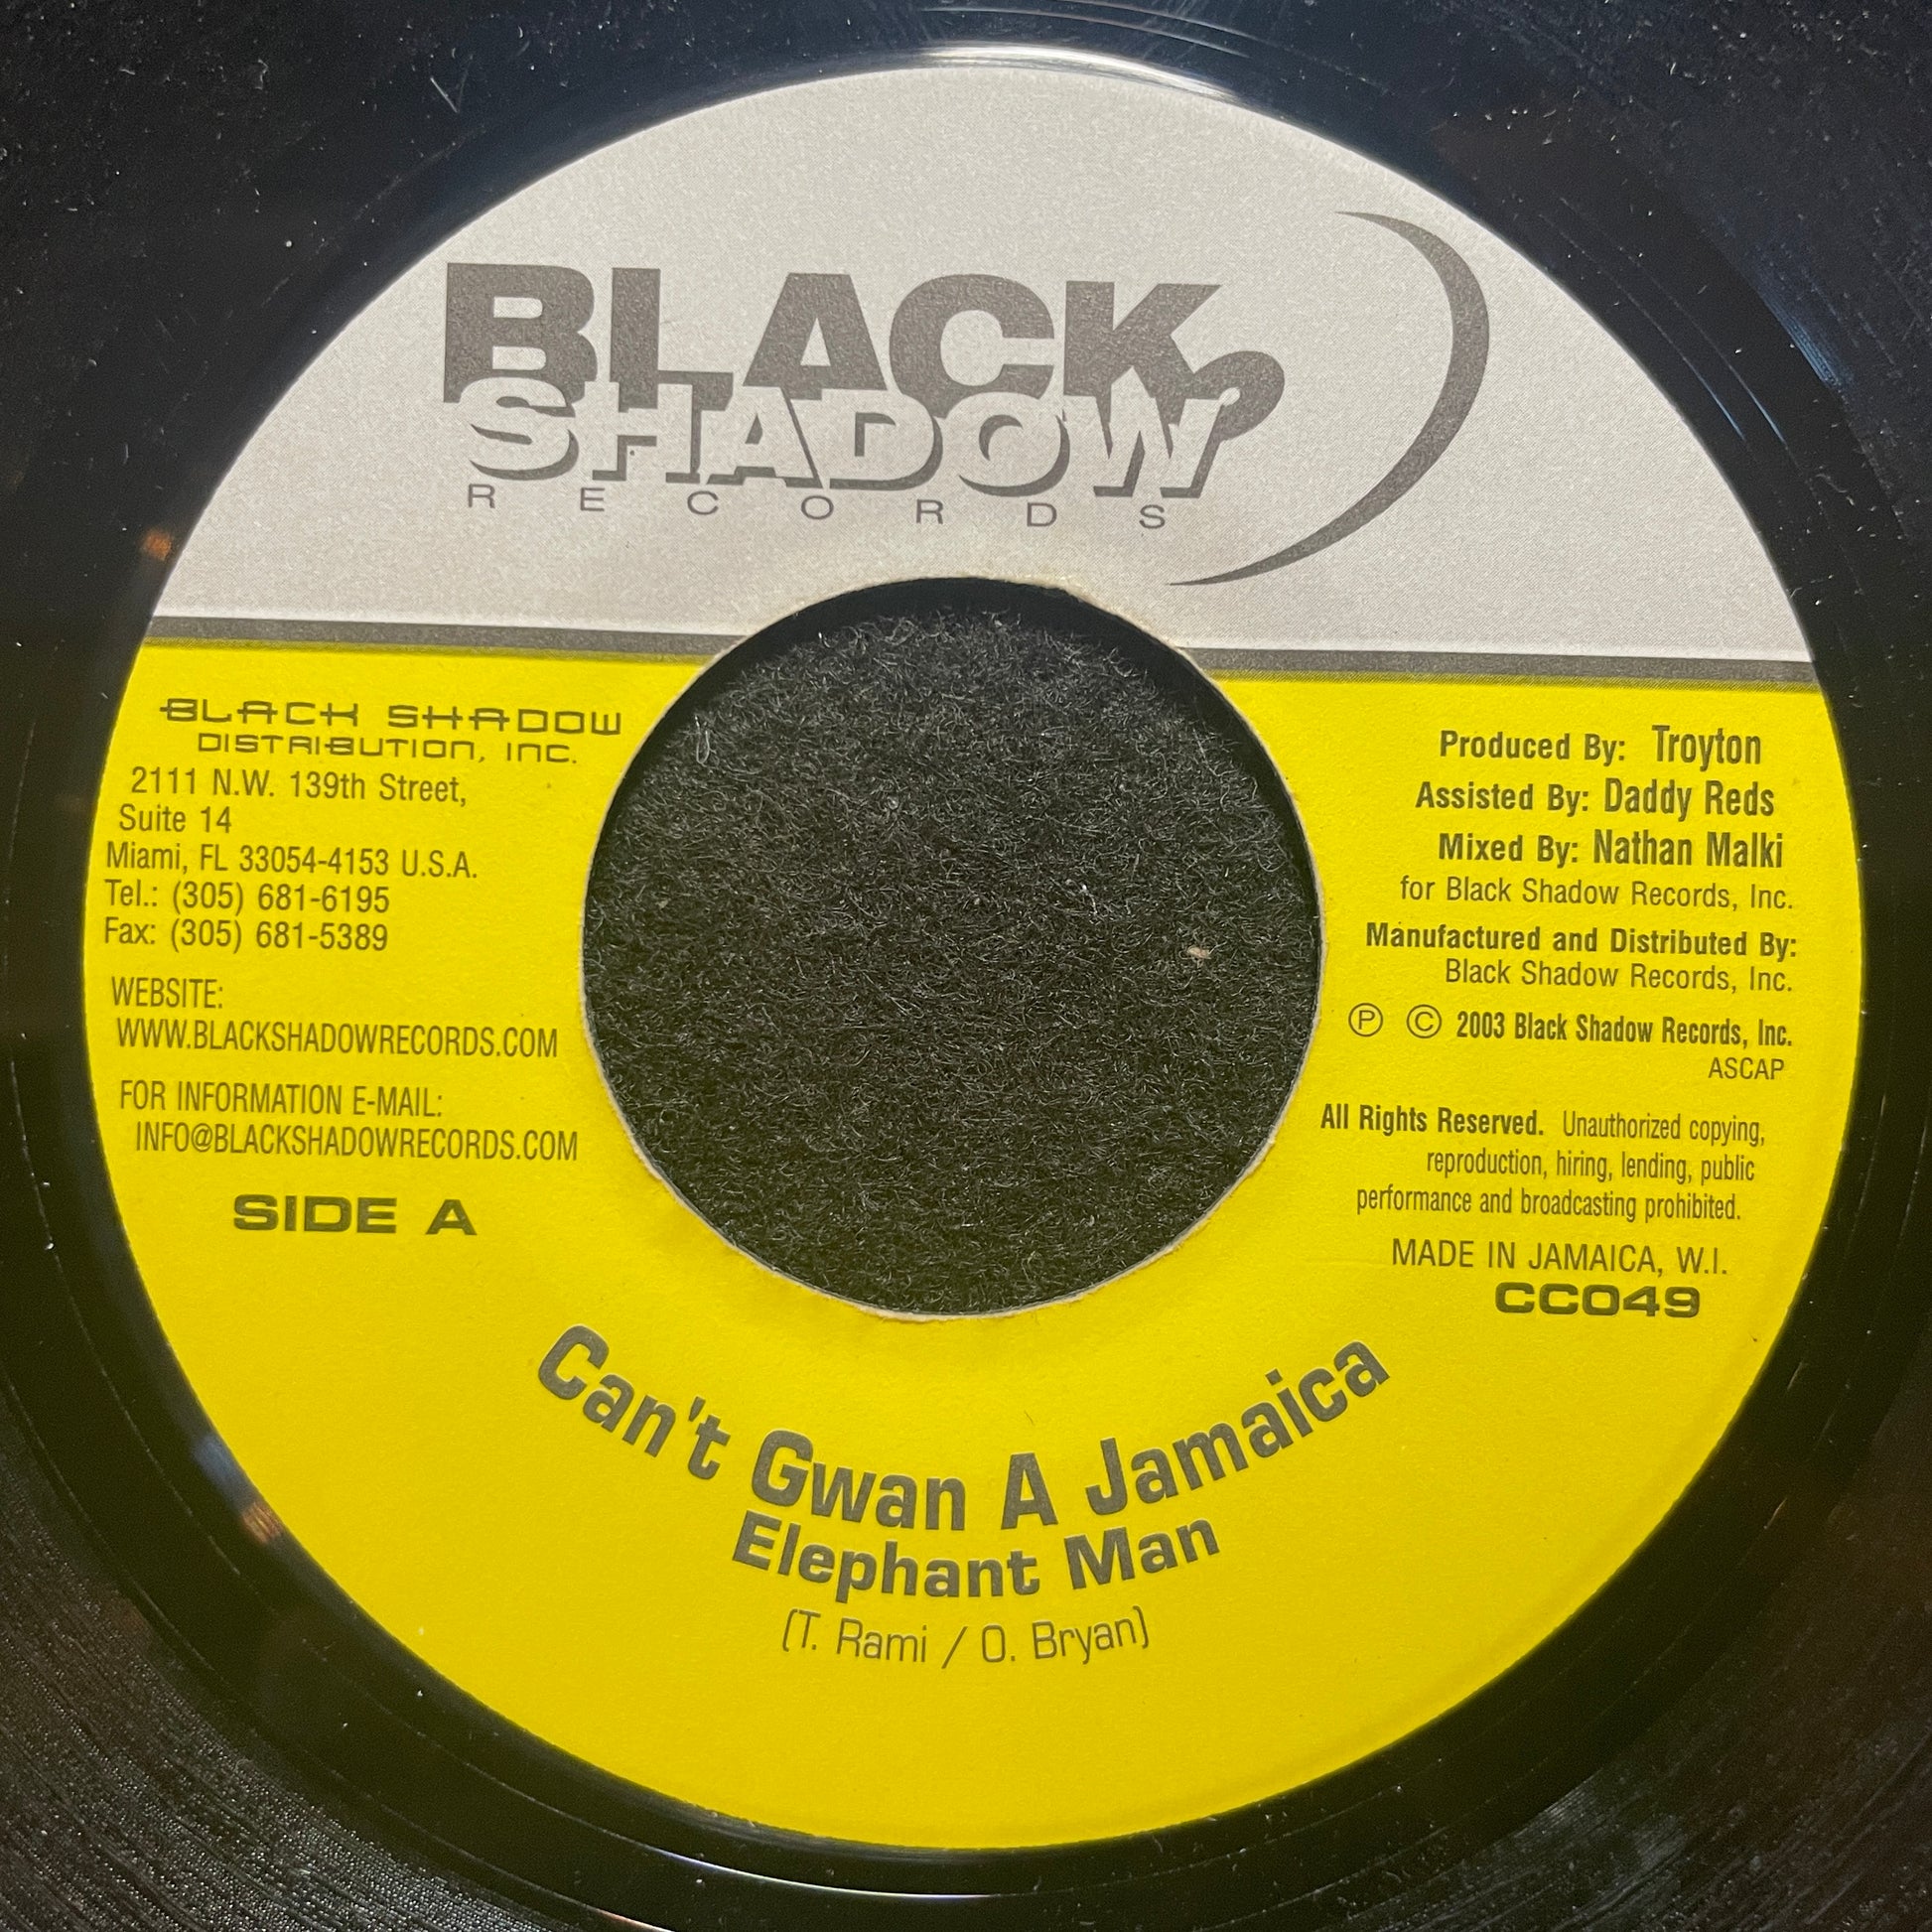 BLACK
SHADOW
RECORDS
BLACK SHADOW
DISTRIBUTION, INC.
2111 N.W. 139th Street,
Suite 14
Miami, FL 33054-4153 U.S.A.
Tel.: (305) 681-6195
Fax: (305) 681-5389
WEBSITE:
WWW.BLACKSHADOWRECORDS.COM
FOR INFORMATION E-MAIL:
INFO@BLACKSHADOWRECORDS.COM
SIDE A
Produced By: Troyton
Assisted By: Daddy Reds
Mixed By: Nathan Malki
for Black Shadow Records, Inc.
Manufactured and Distributed By:
Black Shadow Records, Inc.
Ⓟ © 2003 Black Shadow Records, Inc.
ASCAP
All Rights Reserved. Unauthorized copying,
reproduction, hiring, lending, public
performance and broadcasting prohibited.
MADE IN JAMAICA, W.I.
CC049
Can't Gwan A Jamaica
Elephant Man
(T. Rami / O. Bryan)